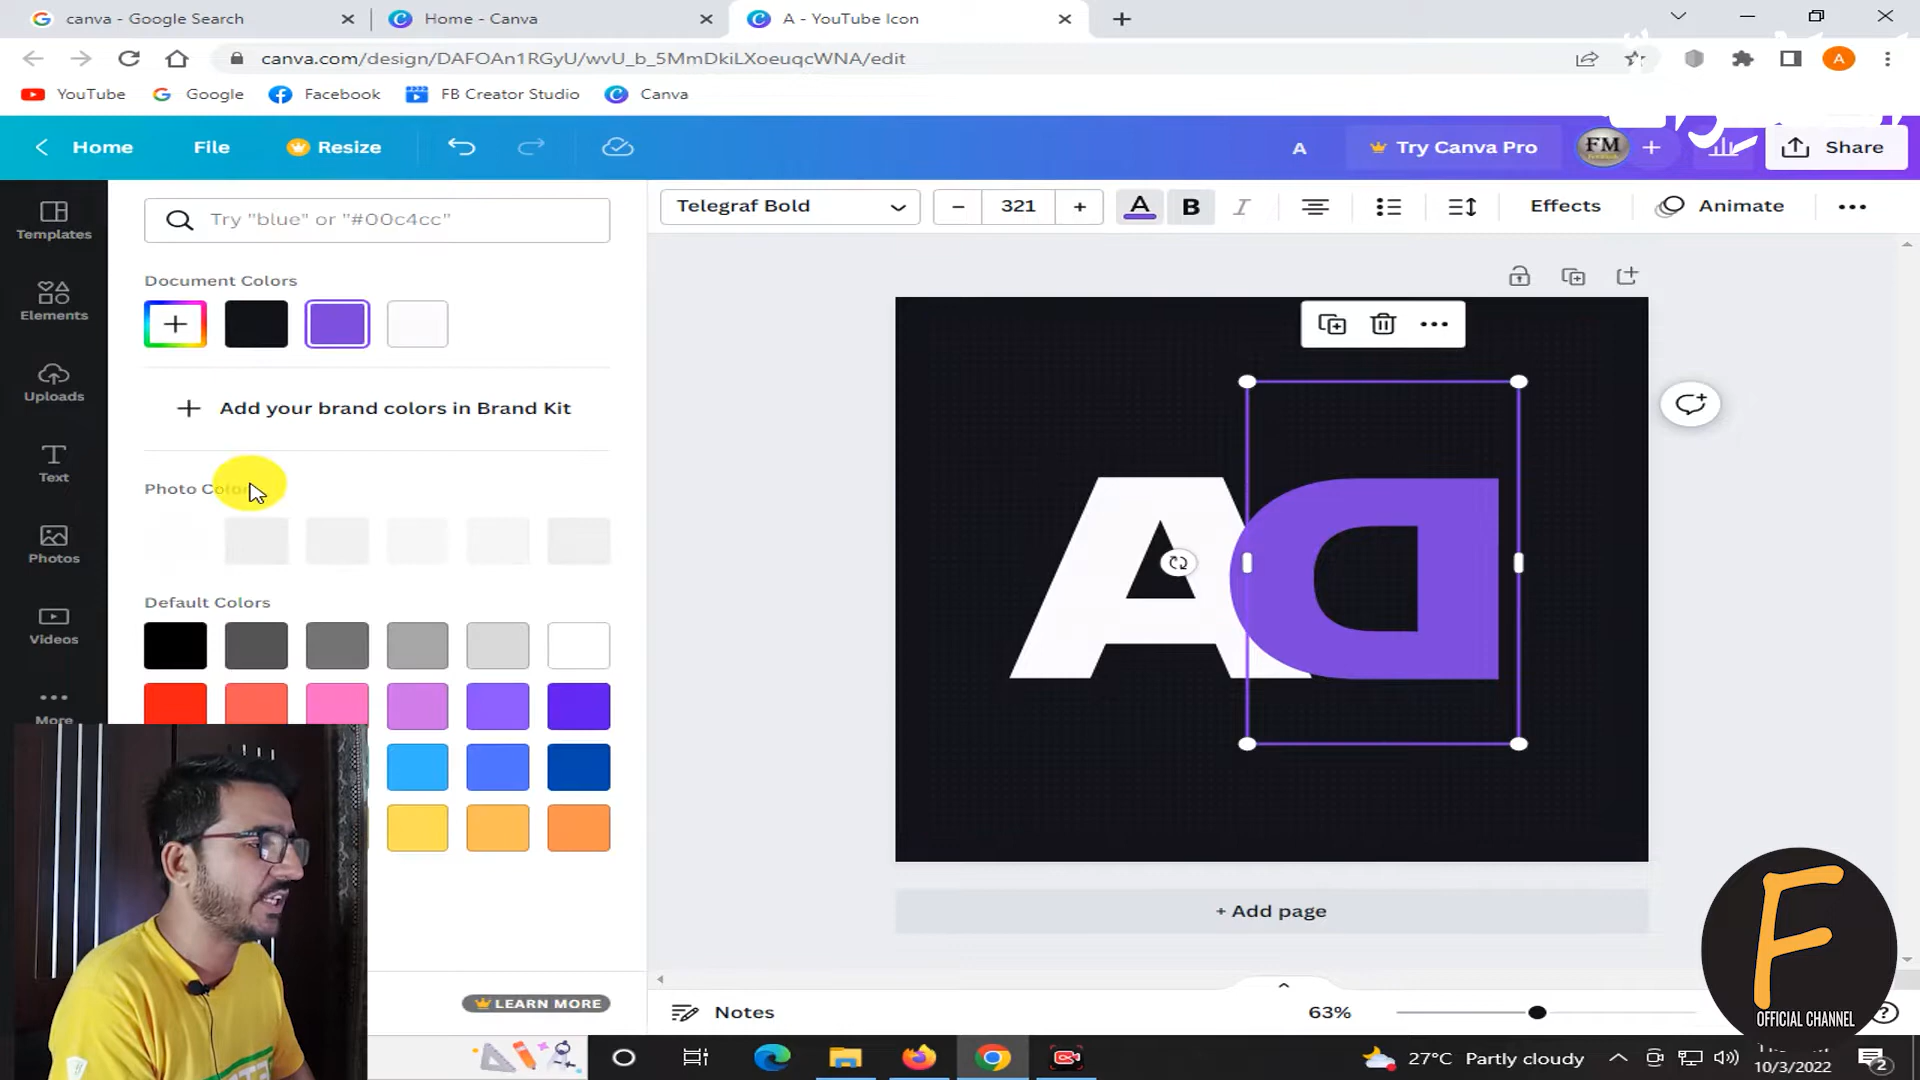 canva - Google Search
Home - Canva
A - YouTube Icon
canva.com/design/DAFOAn1RGyU/wvU_b_5MmDkiLXoeuqcWNA/edit
A
YouTube
Google
Facebook
FB Creator Studio
Canva
Home
File
Resize
A
Try Canva Pro
FM
Share
Templates
Elements
Uploads
Text
Photos
Videos
More
Try "blue" or "#00c4cc"
Document Colors
Add your brand colors in Brand Kit
Photo Colors
Default Colors
LEARN MORE
Telegraf Bold
321
A
B
I
Effects
Animate
A
D
+ Add page
Notes
63%
F
OFFICIAL CHANNEL
27°C Partly cloudy
10/3/2022
2